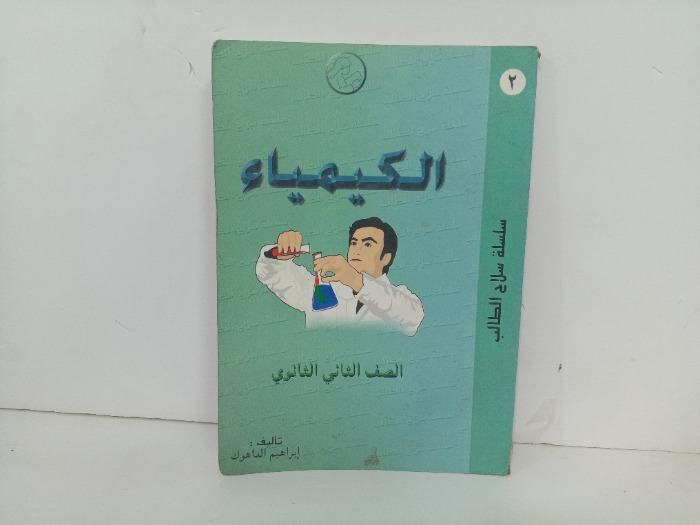 ٢
الكيمياء
سلسلة سلاح الطالب
الصف الثاني الثانوي
تأليف :
إبراهيم الداهوك